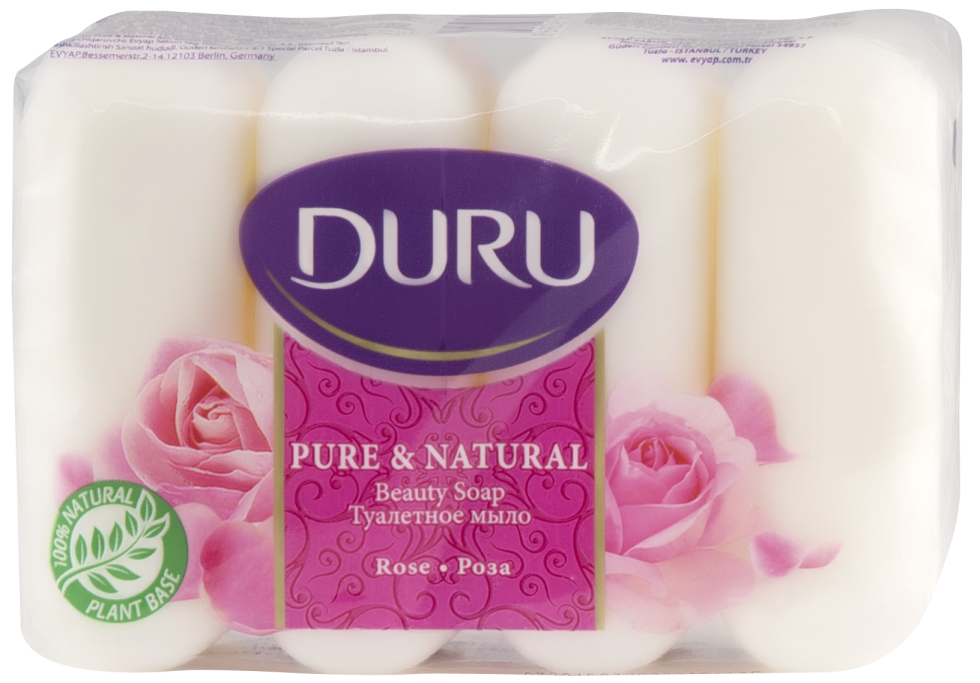 EVYAP Bessemerstr.2-14,12103 Berlin, Germany
Tuzla - ISTANBUL / TURKEY
www. evyap.com.tr
DURU
PURE & NATURAL
Beauty Soap
Туалетное мыло
Rose • Роза
100% NATURAL
PLANT BASE